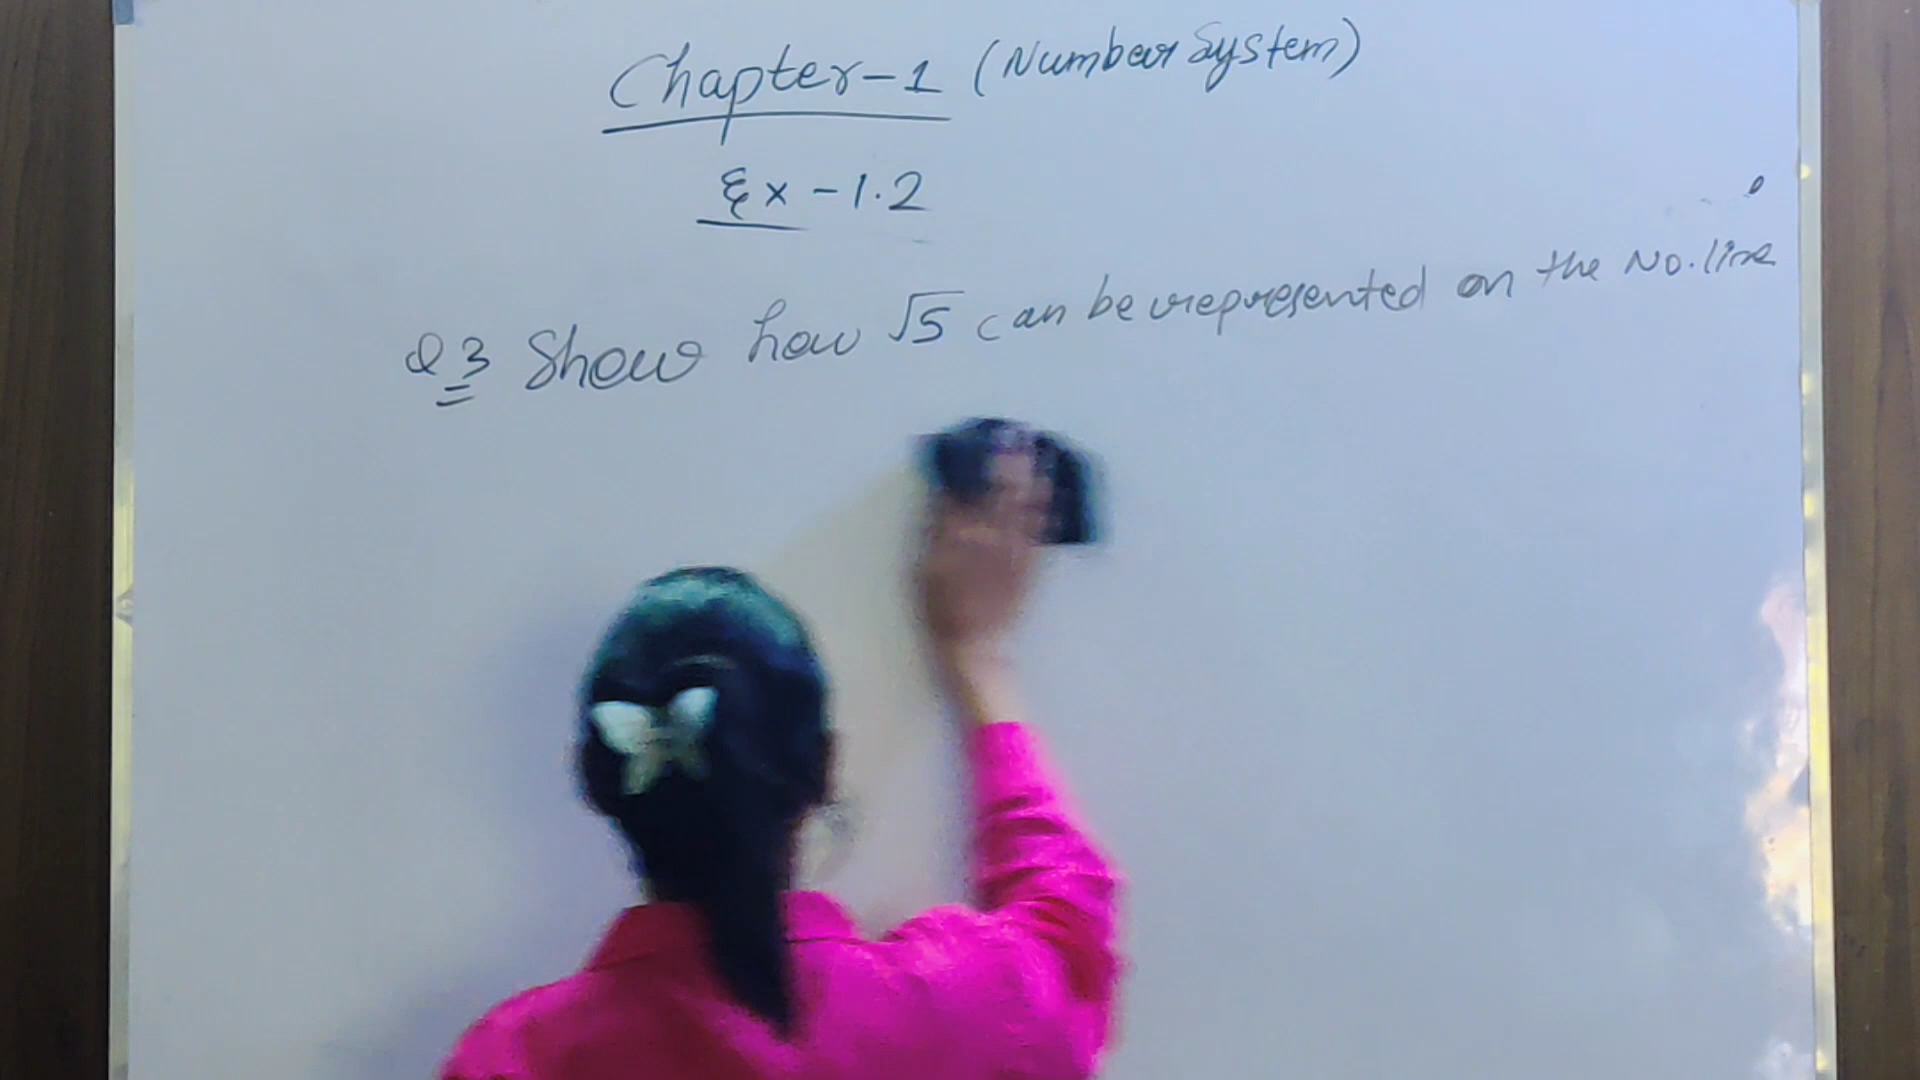 Chapter-1 (Number System)
Ex-1.2
Q3 Show how √5 can be represented on the No. line